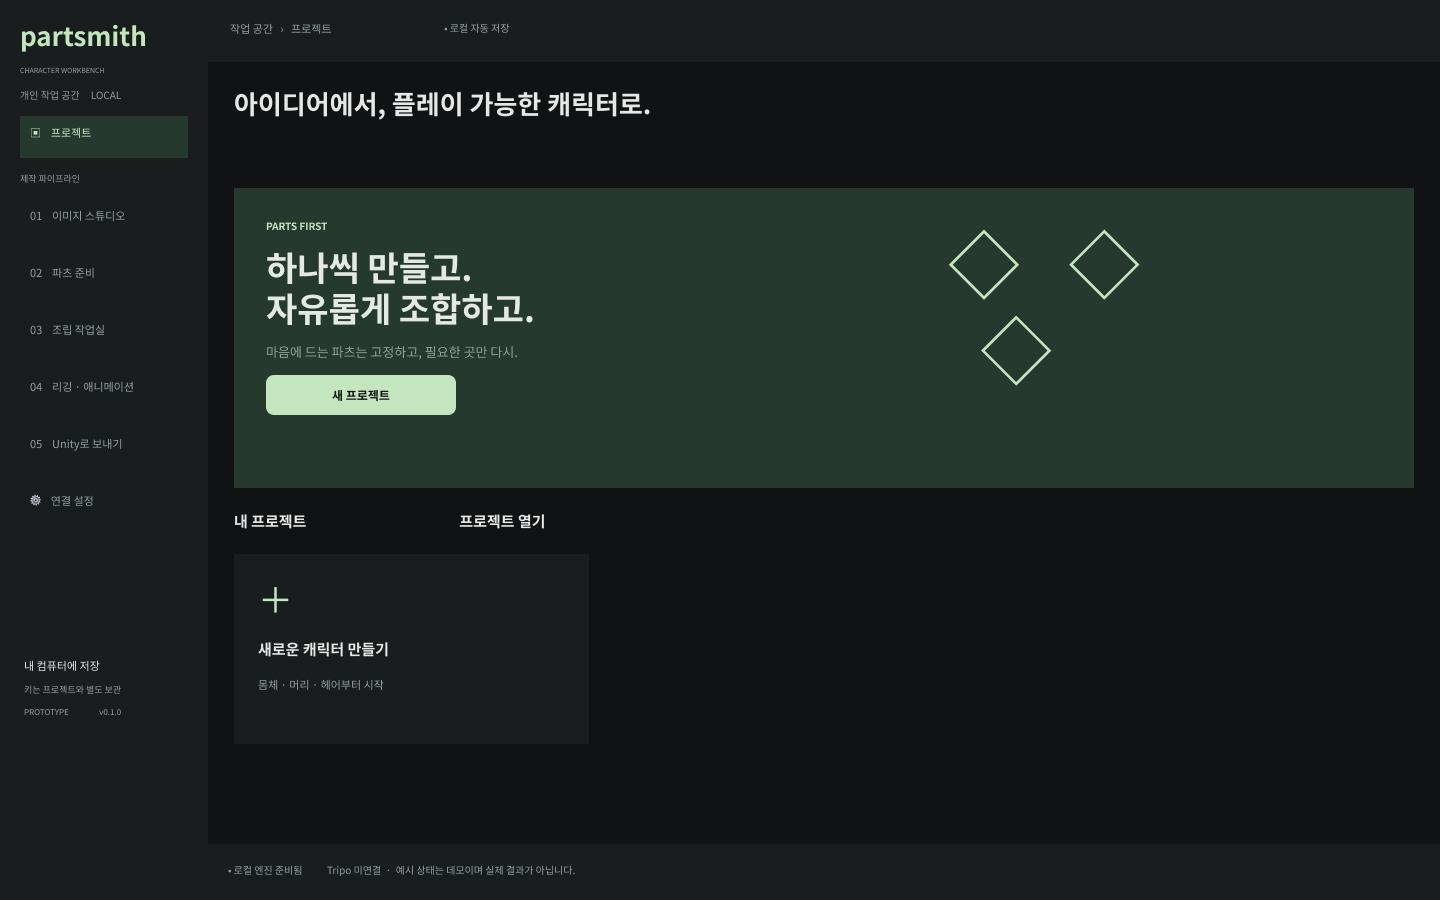 partsmith
CHARACTER WORKBENCH
개인 작업 공간 LOCAL
프로젝트
제작 파이프라인
01 이미지 스튜디오
02 파츠 준비
03 조립 작업실
04 리깅 · 애니메이션
05 Unity로 보내기
연결 설정
내 컴퓨터에 저장
키는 프로젝트와 별도 보관
PROTOTYPE v0.1.0
작업 공간 › 프로젝트
• 로컬 자동 저장
아이디어에서, 플레이 가능한 캐릭터로.
PARTS FIRST
하나씩 만들고.
자유롭게 조합하고.
마음에 드는 파츠는 고정하고, 필요한 곳만 다시.
새 프로젝트
내 프로젝트
프로젝트 열기
새로운 캐릭터 만들기
몸체 · 머리 · 헤어부터 시작
• 로컬 엔진 준비됨
Tripo 미연결 · 예시 상태는 데모이며 실제 결과가 아닙니다.